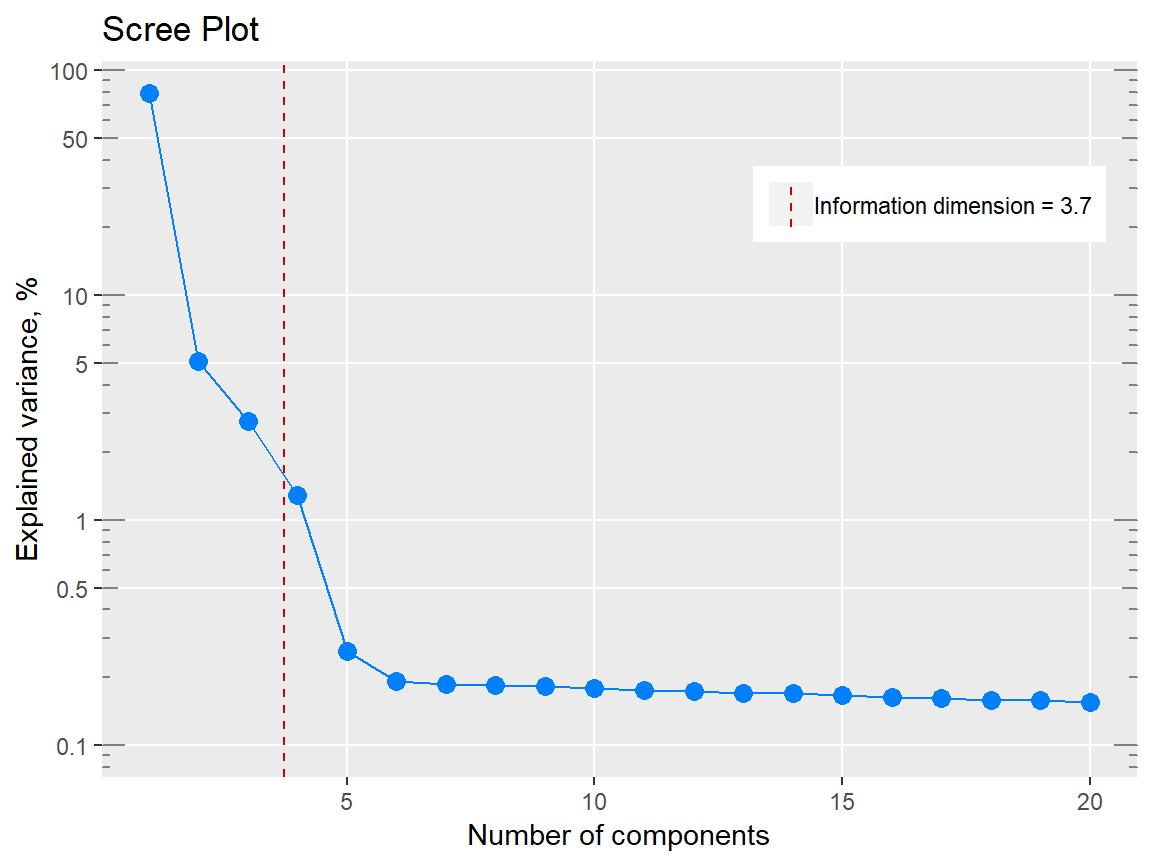 Scree Plot
100
50
10
5
1
0.5
0.1
Explained variance, %
Information dimension = 3.7
5
10
15
20
Number of components